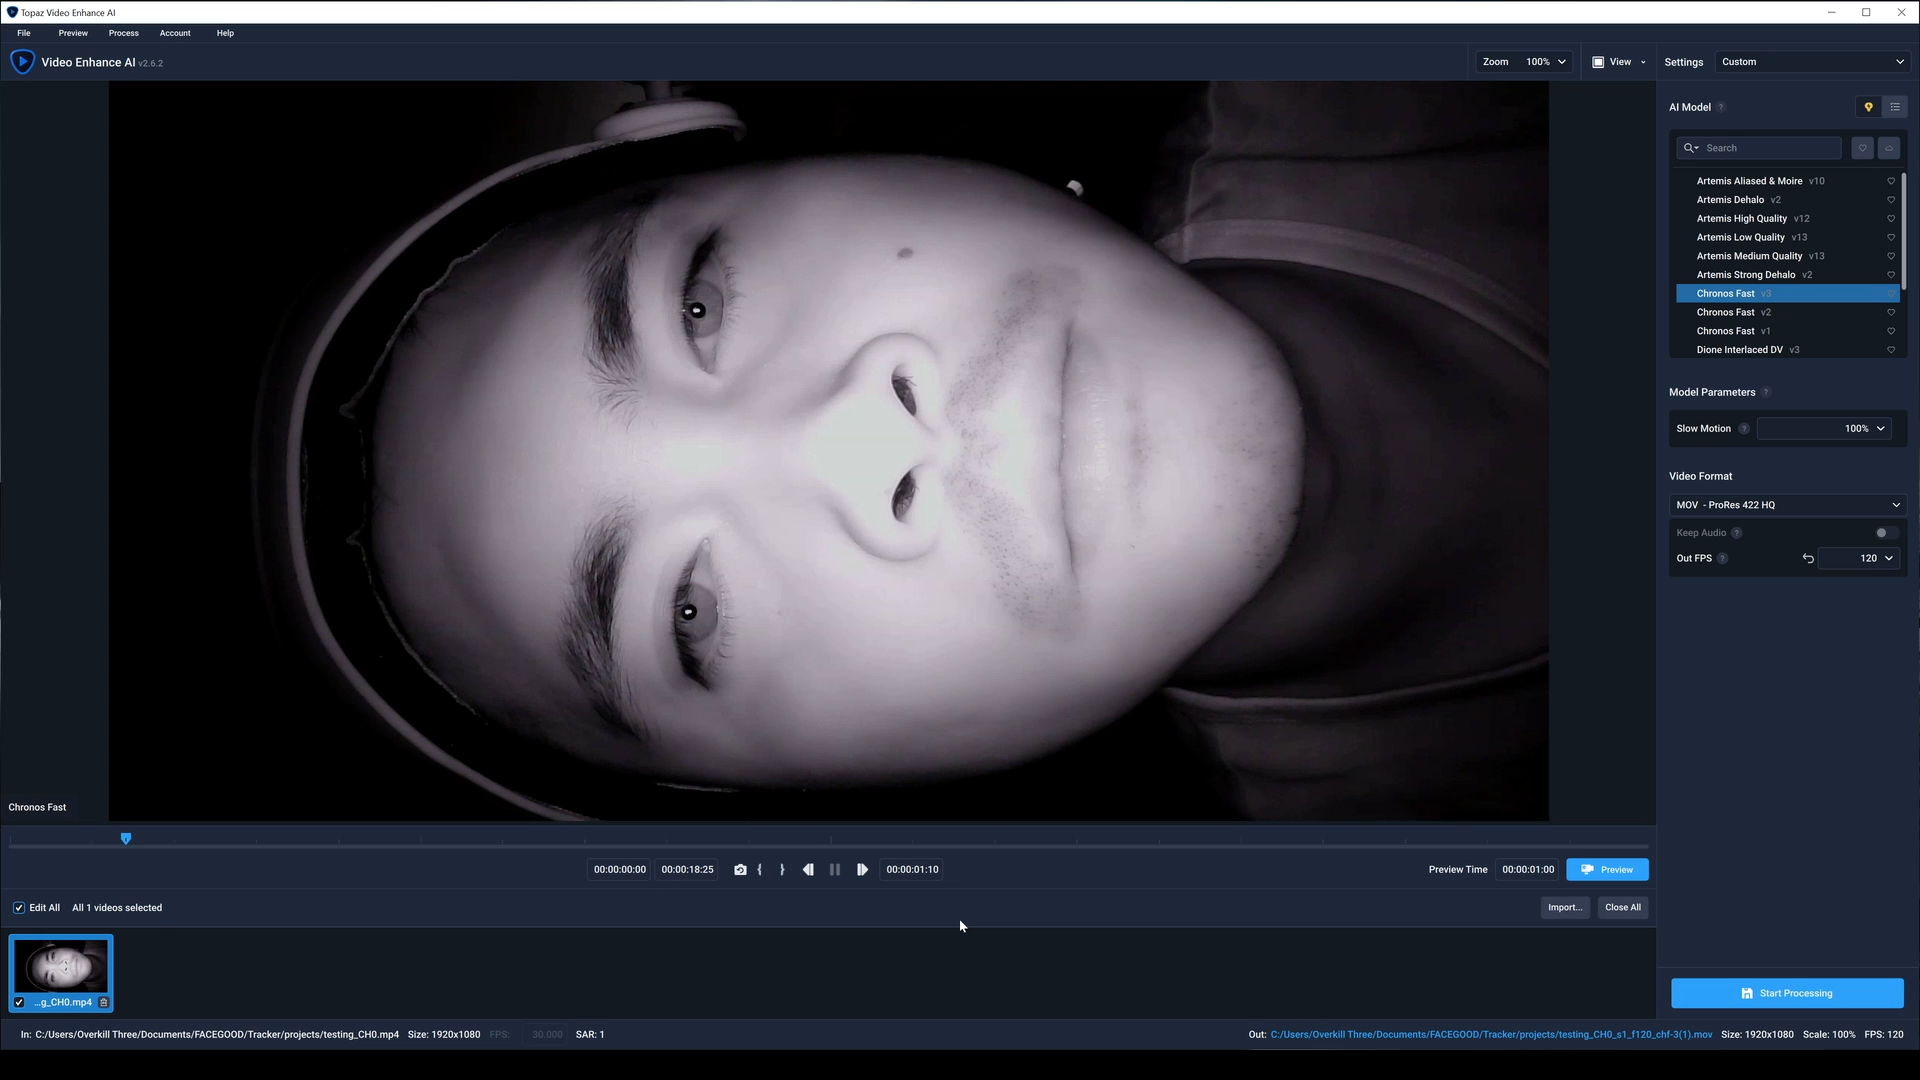 Topaz Video Enhance AI
File Preview Process Account Help
Video Enhance AI v2.6.2
Zoom 100%
View
Settings
Custom
AI Model ?
Search
Artemis Aliased & Moire v10
Artemis Dehalo v2
Artemis High Quality v12
Artemis Low Quality v13
Artemis Medium Quality v13
Artemis Strong Dehalo v2
Chronos Fast v3
Chronos Fast v2
Chronos Fast v1
Dione Interlaced DV v3
Model Parameters ?
Slow Motion ? 100%
Video Format
MOV - ProRes 422 HQ
Keep Audio ?
Out FPS ? 120
Chronos Fast
00:00:00:00 00:00:18:25 { } 00:00:01:10
Preview Time 00:00:01:00 Preview
Edit All All 1 videos selected
Import... Close All
...g_CH0.mp4
Start Processing
In: C:/Users/Overkill Three/Documents/FACEGOOD/Tracker/projects/testing_CH0.mp4 Size: 1920x1080 FPS: 30.000 SAR: 1
Out: C:/Users/Overkill Three/Documents/FACEGOOD/Tracker/projects/testing_CH0_s1_f120_chf-3(1).mov Size: 1920x1080 Scale: 100% FPS: 120